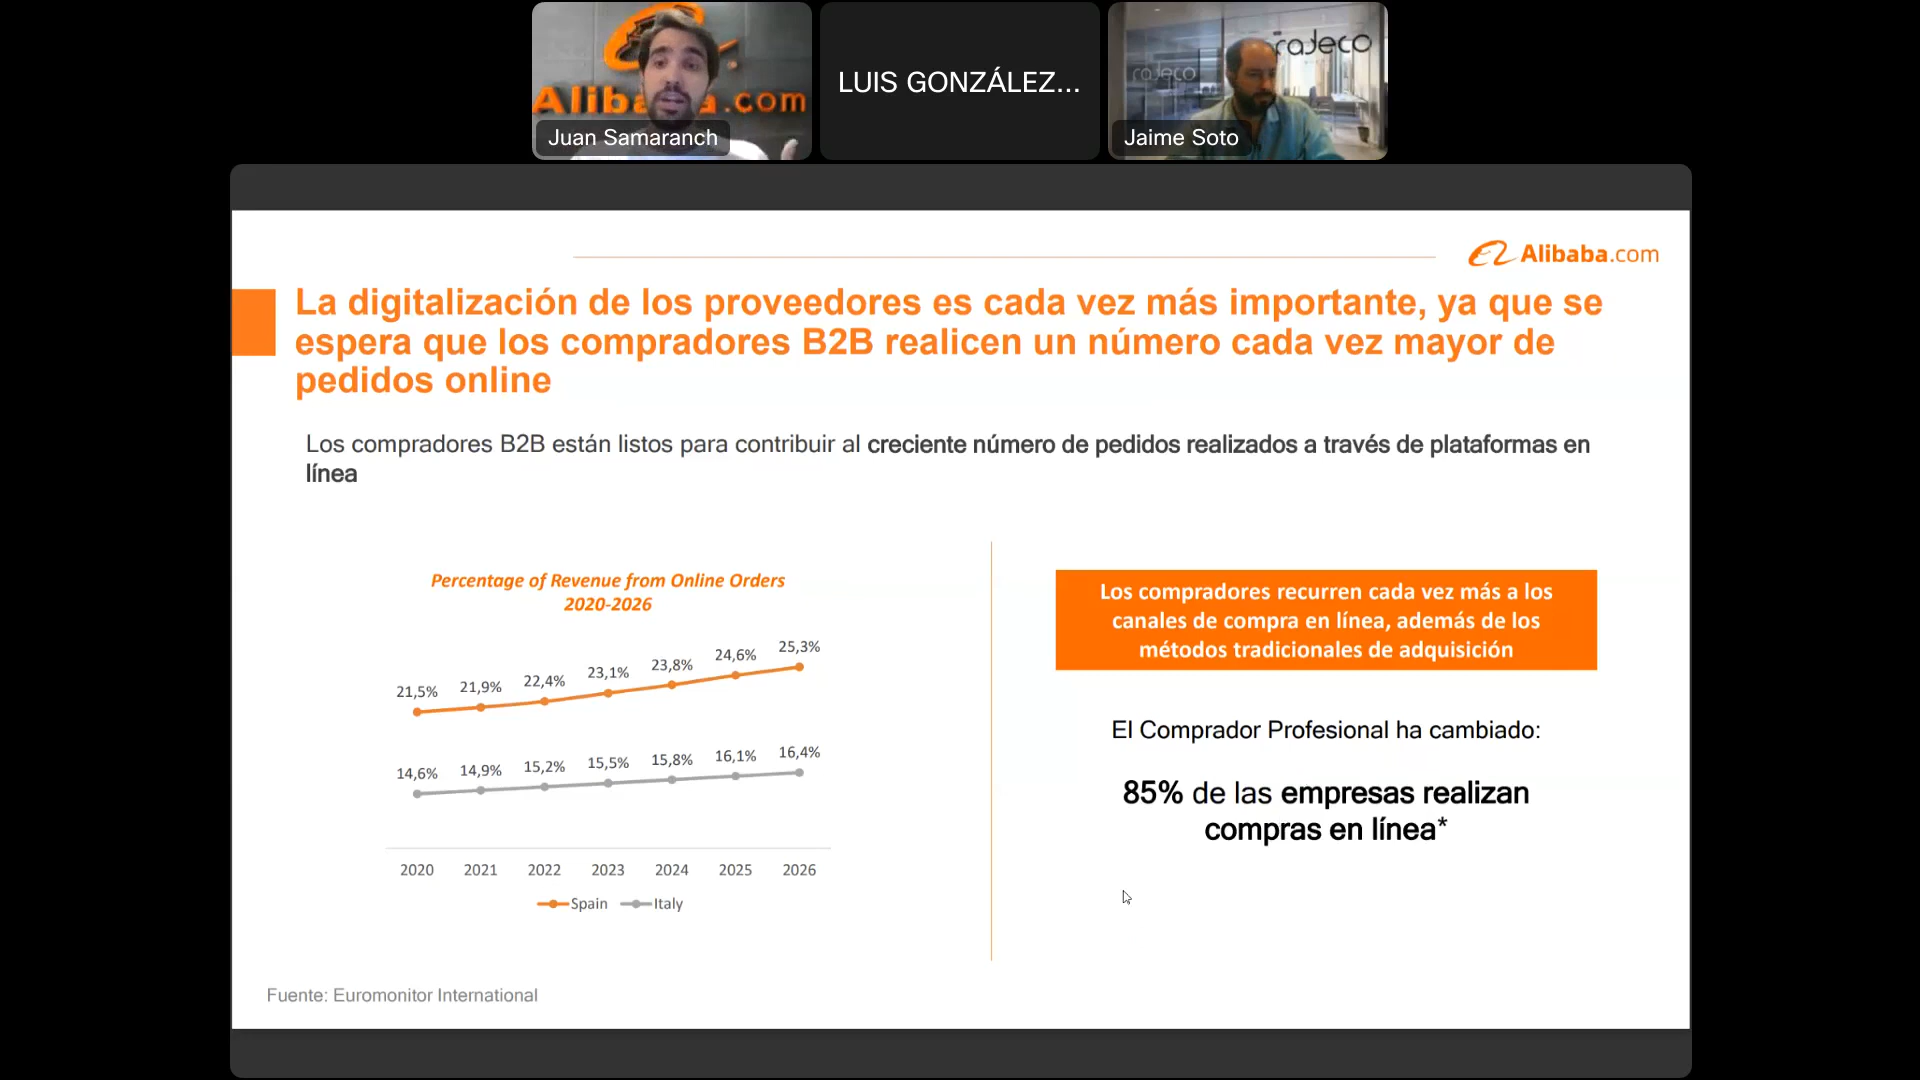 Alibaba.com
Juan Samaranch
LUIS GONZÁLEZ...
rojeco
rojeco
Jaime Soto
Alibaba.com
La digitalización de los proveedores es cada vez más importante, ya que se
espera que los compradores B2B realicen un número cada vez mayor de
pedidos online
Los compradores B2B están listos para contribuir al creciente número de pedidos realizados a través de plataformas en
línea
Percentage of Revenue from Online Orders
2020-2026
21,5% 21,9% 22,4% 23,1% 23,8% 24,6% 25,3%
14,6% 14,9% 15,2% 15,5% 15,8% 16,1% 16,4%
2020 2021 2022 2023 2024 2025 2026
Spain Italy
Los compradores recurren cada vez más a los
canales de compra en línea, además de los
métodos tradicionales de adquisición
El Comprador Profesional ha cambiado:
85% de las empresas realizan
compras en línea*
Fuente: Euromonitor International